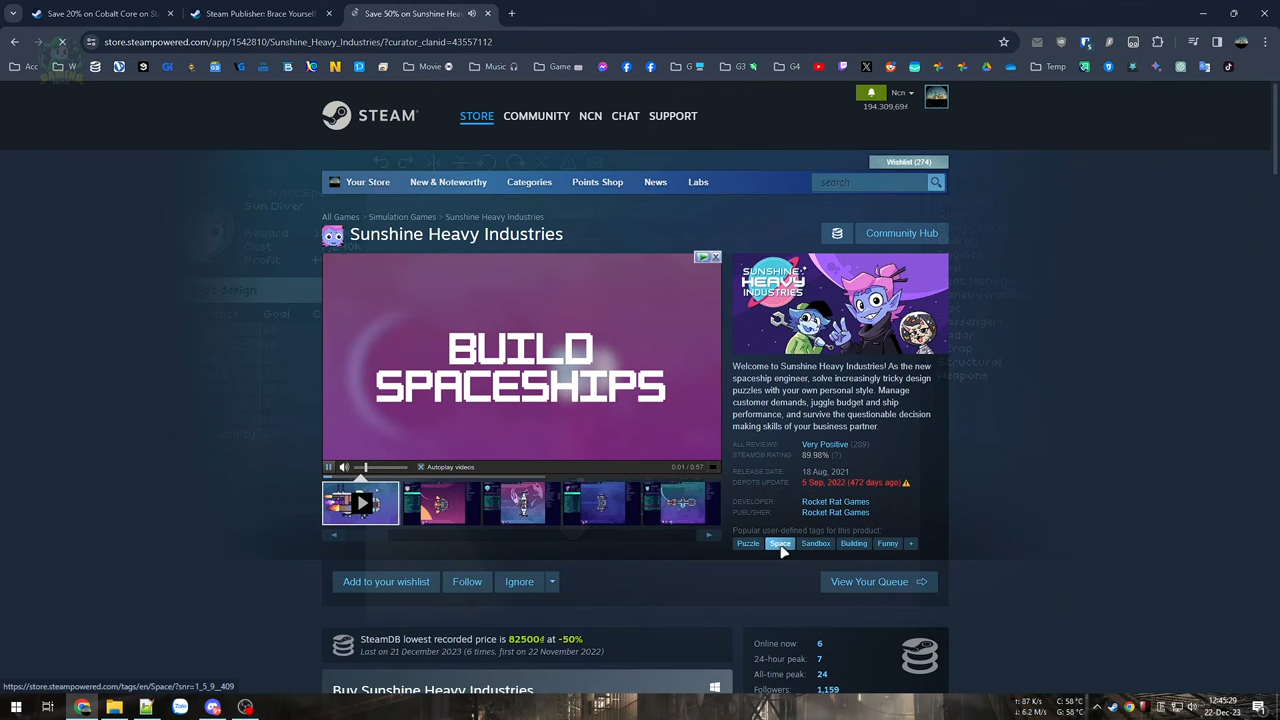 Save 20% on Cobalt Core on St
Steam Publisher: Brace Yourself
Save 50% on Sunshine Hea
store.steampowered.com/app/1542810/Sunshine_Heavy_Industries/?curator_clanid=43557112
Acc
W
Movie
Music
Game
G
G3
G4
Temp
GAMING
STEAM
STORE
COMMUNITY
NCN
CHAT
SUPPORT
Ncn
194.309,69₫
Wishlist (274)
Your Store
New & Noteworthy
Categories
Points Shop
News
Labs
search
All Games > Simulation Games > Sunshine Heavy Industries
Sunshine Heavy Industries
Community Hub
BUILD
SPACESHIPS
Autoplay videos
0:01 / 0:57
SUNSHINE
HEAVY
INDUSTRIES
Welcome to Sunshine Heavy Industries! As the new
spaceship engineer, solve increasingly tricky design
puzzles with your own personal style. Manage
customer demands, juggle budget and ship
performance, and survive the questionable decision
making skills of your business partner.
ALL REVIEWS: Very Positive (209)
STEAMDB RATING: 89.98% (?)
RELEASE DATE: 18 Aug, 2021
DEPOTS UPDATE: 5 Sep, 2022 (472 days ago)
DEVELOPER: Rocket Rat Games
PUBLISHER: Rocket Rat Games
Popular user-defined tags for this product:
Puzzle
Space
Sandbox
Building
Funny
+
Add to your wishlist
Follow
Ignore
View Your Queue
SteamDB lowest recorded price is 82500₫ at -50%
Last on 21 December 2023 (6 times, first on 22 November 2022)
Online now: 6
24-hour peak: 7
All-time peak: 24
Followers: 1,159
Buy Sunshine Heavy Industries
https://store.steampowered.com/tags/en/Space/?snr=1_5_9__409
Zalo
↑: 87 K/s
↓: 6.2 M/s
C: 58 °C
G: 58 °C
12:45:29
22-Dec-23